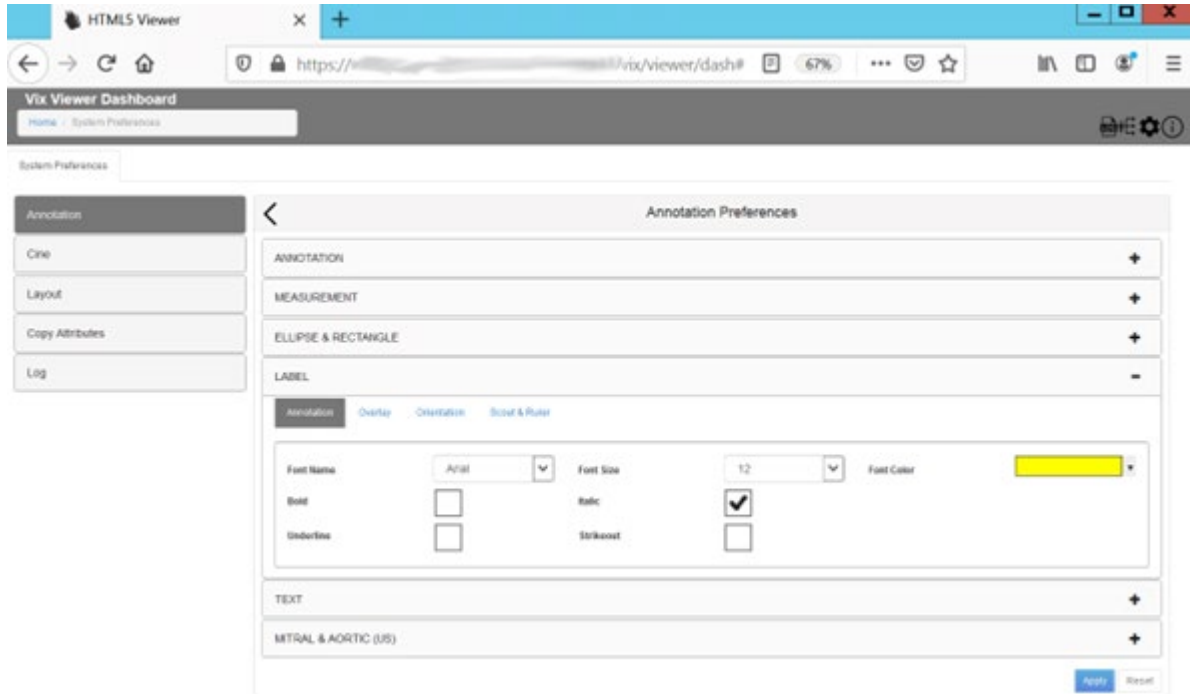 HTML5 Viewer
https:// /vix/viewer/dash# 67%
Vix Viewer Dashboard
Home / System Preferences
System Preferences
Annotation
Annotation Preferences
Cine
Layout
Copy Attributes
Log
ANNOTATION
MEASUREMENT
ELLIPSE & RECTANGLE
LABEL
Annotation Overlay Orientation Scout & Ruler
Font Name Arial Font Size 12 Font Color
Bold Italic
Underline Strikeout
TEXT
MITRAL & AORTIC (US)
Apply Reset